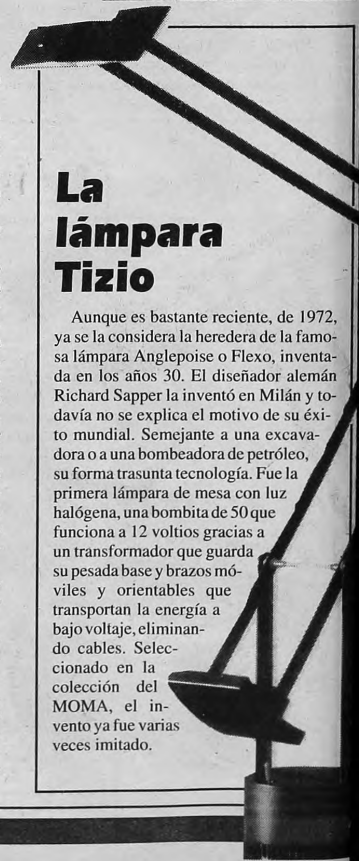 La
lámpara
Tizio
Aunque es bastante reciente, de 1972,
ya se la considera la heredera de la famo-
sa lámpara Anglepoise o Flexo, inventa-
da en los años 30. El diseñador alemán
Richard Sapper la inventó en Milán y to-
davía no se explica el motivo de su éxi-
to mundial. Semejante a una excava-
dora o a una bombeadora de petróleo,
su forma trasunta tecnología. Fue la
primera lámpara de mesa con luz
halógena, una bombita de 50 que
funciona a 12 voltios gracias a
un transformador que guarda
su pesada base y brazos mó-
viles y orientables que
transportan la energía a
bajo voltaje, eliminan-
do cables. Selec-
cionado en la
colección del
MOMA, el in-
vento ya fue varias
veces imitado.